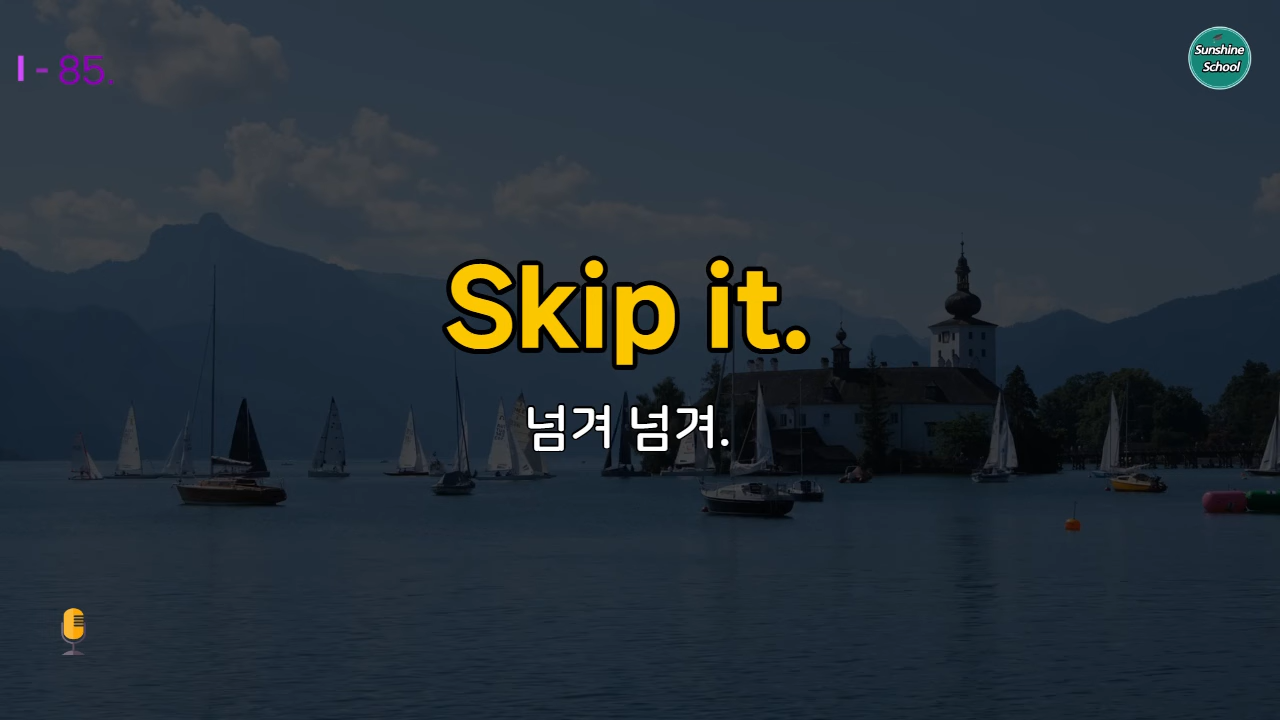 I - 85.
Sunshine
School
Skip it.
넘겨 넘겨.